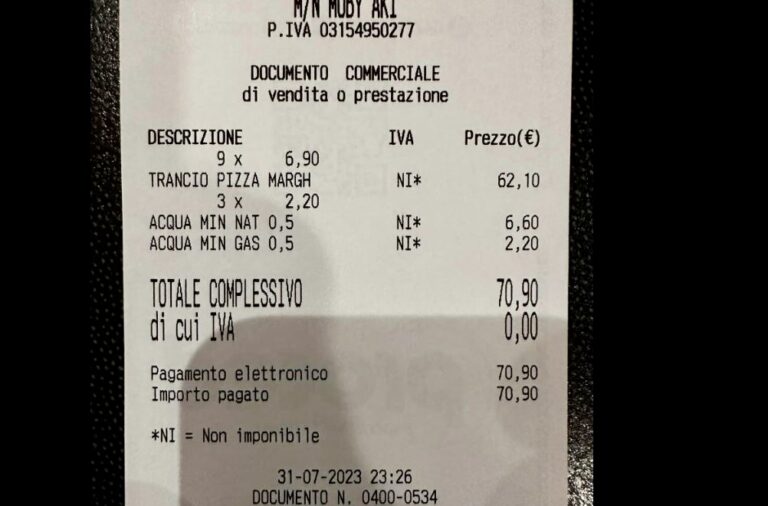 M/N MOBY AKI
P.IVA 03154950277
DOCUMENTO COMMERCIALE
di vendita o prestazione
DESCRIZIONE IVA Prezzo(€)
9 x 6,90
TRANCIO PIZZA MARGH NI* 62,10
3 x 2,20
ACQUA MIN NAT 0,5 NI* 6,60
ACQUA MIN GAS 0,5 NI* 2,20
TOTALE COMPLESSIVO 70,90
di cui IVA 0,00
Pagamento elettronico 70,90
Importo pagato 70,90
*NI = Non imponibile
31-07-2023 23:26
DOCUMENTO N. 0400-0534